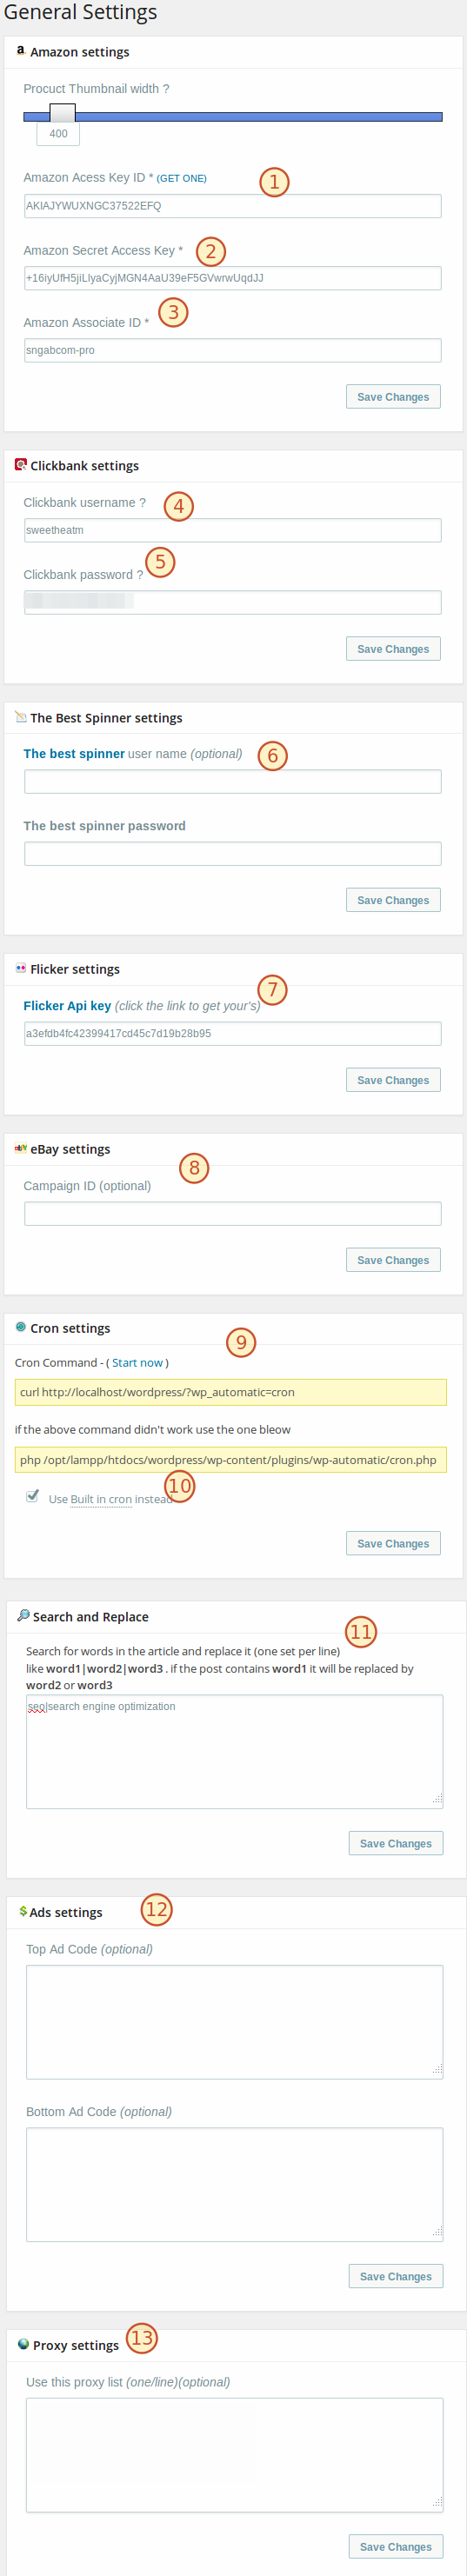 General Settings
Amazon settings
Procuct Thumbnail width ?
400
Amazon Acess Key ID * (GET ONE)
1
AKIAJYWUXNGC37522EFQ
Amazon Secret Access Key *
2
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
Amazon Associate ID *
3
sngabcom-pro
Save Changes
Clickbank settings
Clickbank username ?
4
sweetheatm
Clickbank password ?
5
Save Changes
The Best Spinner settings
The best spinner user name (optional)
6
The best spinner password
Save Changes
Flicker settings
Flicker Api key (click the link to get your's)
7
a3efdb4fc42399417cd45c7d19b28b95
Save Changes
eBay settings
8
Campaign ID (optional)
Save Changes
Cron settings
9
Cron Command - ( Start now )
curl http://localhost/wordpress/?wp_automatic=cron
if the above command didn't work use the one bleow
php /opt/lampp/htdocs/wordpress/wp-content/plugins/wp-automatic/cron.php
10
Use Built in cron instead
Save Changes
Search and Replace
11
Search for words in the article and replace it (one set per line)
like word1|word2|word3 . if the post contains word1 it will be replaced by
word2 or word3
seo|search engine optimization
Save Changes
Ads settings
12
Top Ad Code (optional)
Bottom Ad Code (optional)
Save Changes
Proxy settings
13
Use this proxy list (one/line)(optional)
Save Changes